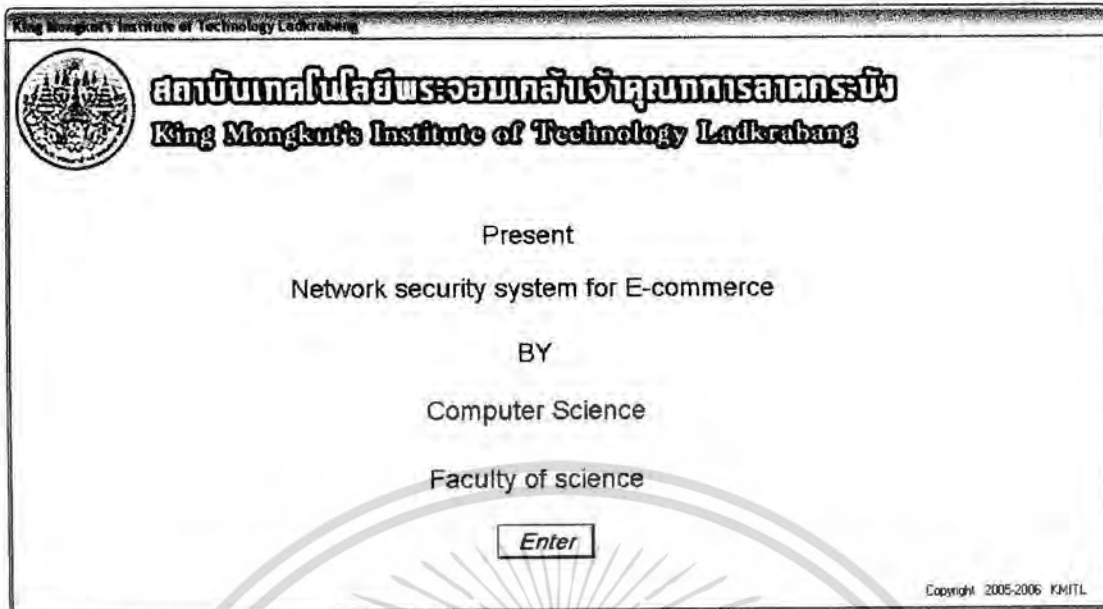 King Mongkut's Institute of Technology Ladkrabang
สถาบันเทคโนโลยีพระจอมเกล้าเจ้าคุณทหารลาดกระบัง
King Mongkut's Institute of Technology Ladkrabang
Present
Network security system for E-commerce
BY
Computer Science
Faculty of science
Enter
Copyright 2005-2006 KMITL